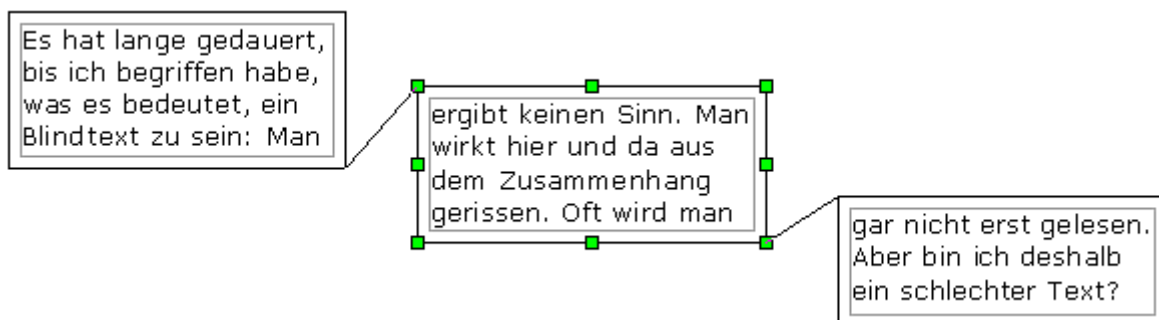 Es hat lange gedauert,
bis ich begriffen habe,
was es bedeutet, ein
Blindtext zu sein: Man
ergibt keinen Sinn. Man
wirkt hier und da aus
dem Zusammenhang
gerissen. Oft wird man
gar nicht erst gelesen.
Aber bin ich deshalb
ein schlechter Text?